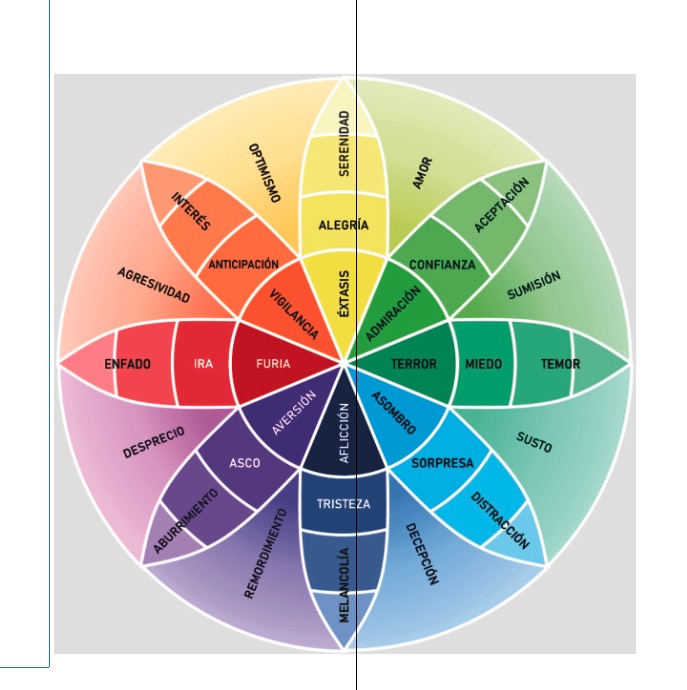 SERENIDAD
OPTIMISMO
AMOR
INTERÉS
ACEPTACIÓN
ALEGRÍA
ANTICIPACIÓN
CONFIANZA
AGRESIVIDAD
SUMISIÓN
VIGILANCIA
ÉXTASIS
ADMIRACIÓN
ENFADO
IRA
FURIA
TERROR
MIEDO
TEMOR
AVERSIÓN
AFLICCIÓN
ASOMBRO
DESPRECIO
SUSTO
ASCO
SORPRESA
TRISTEZA
ABURRIMIENTO
DISTRACCIÓN
REMORDIMIENTO
MELANCOLÍA
DECEPCIÓN